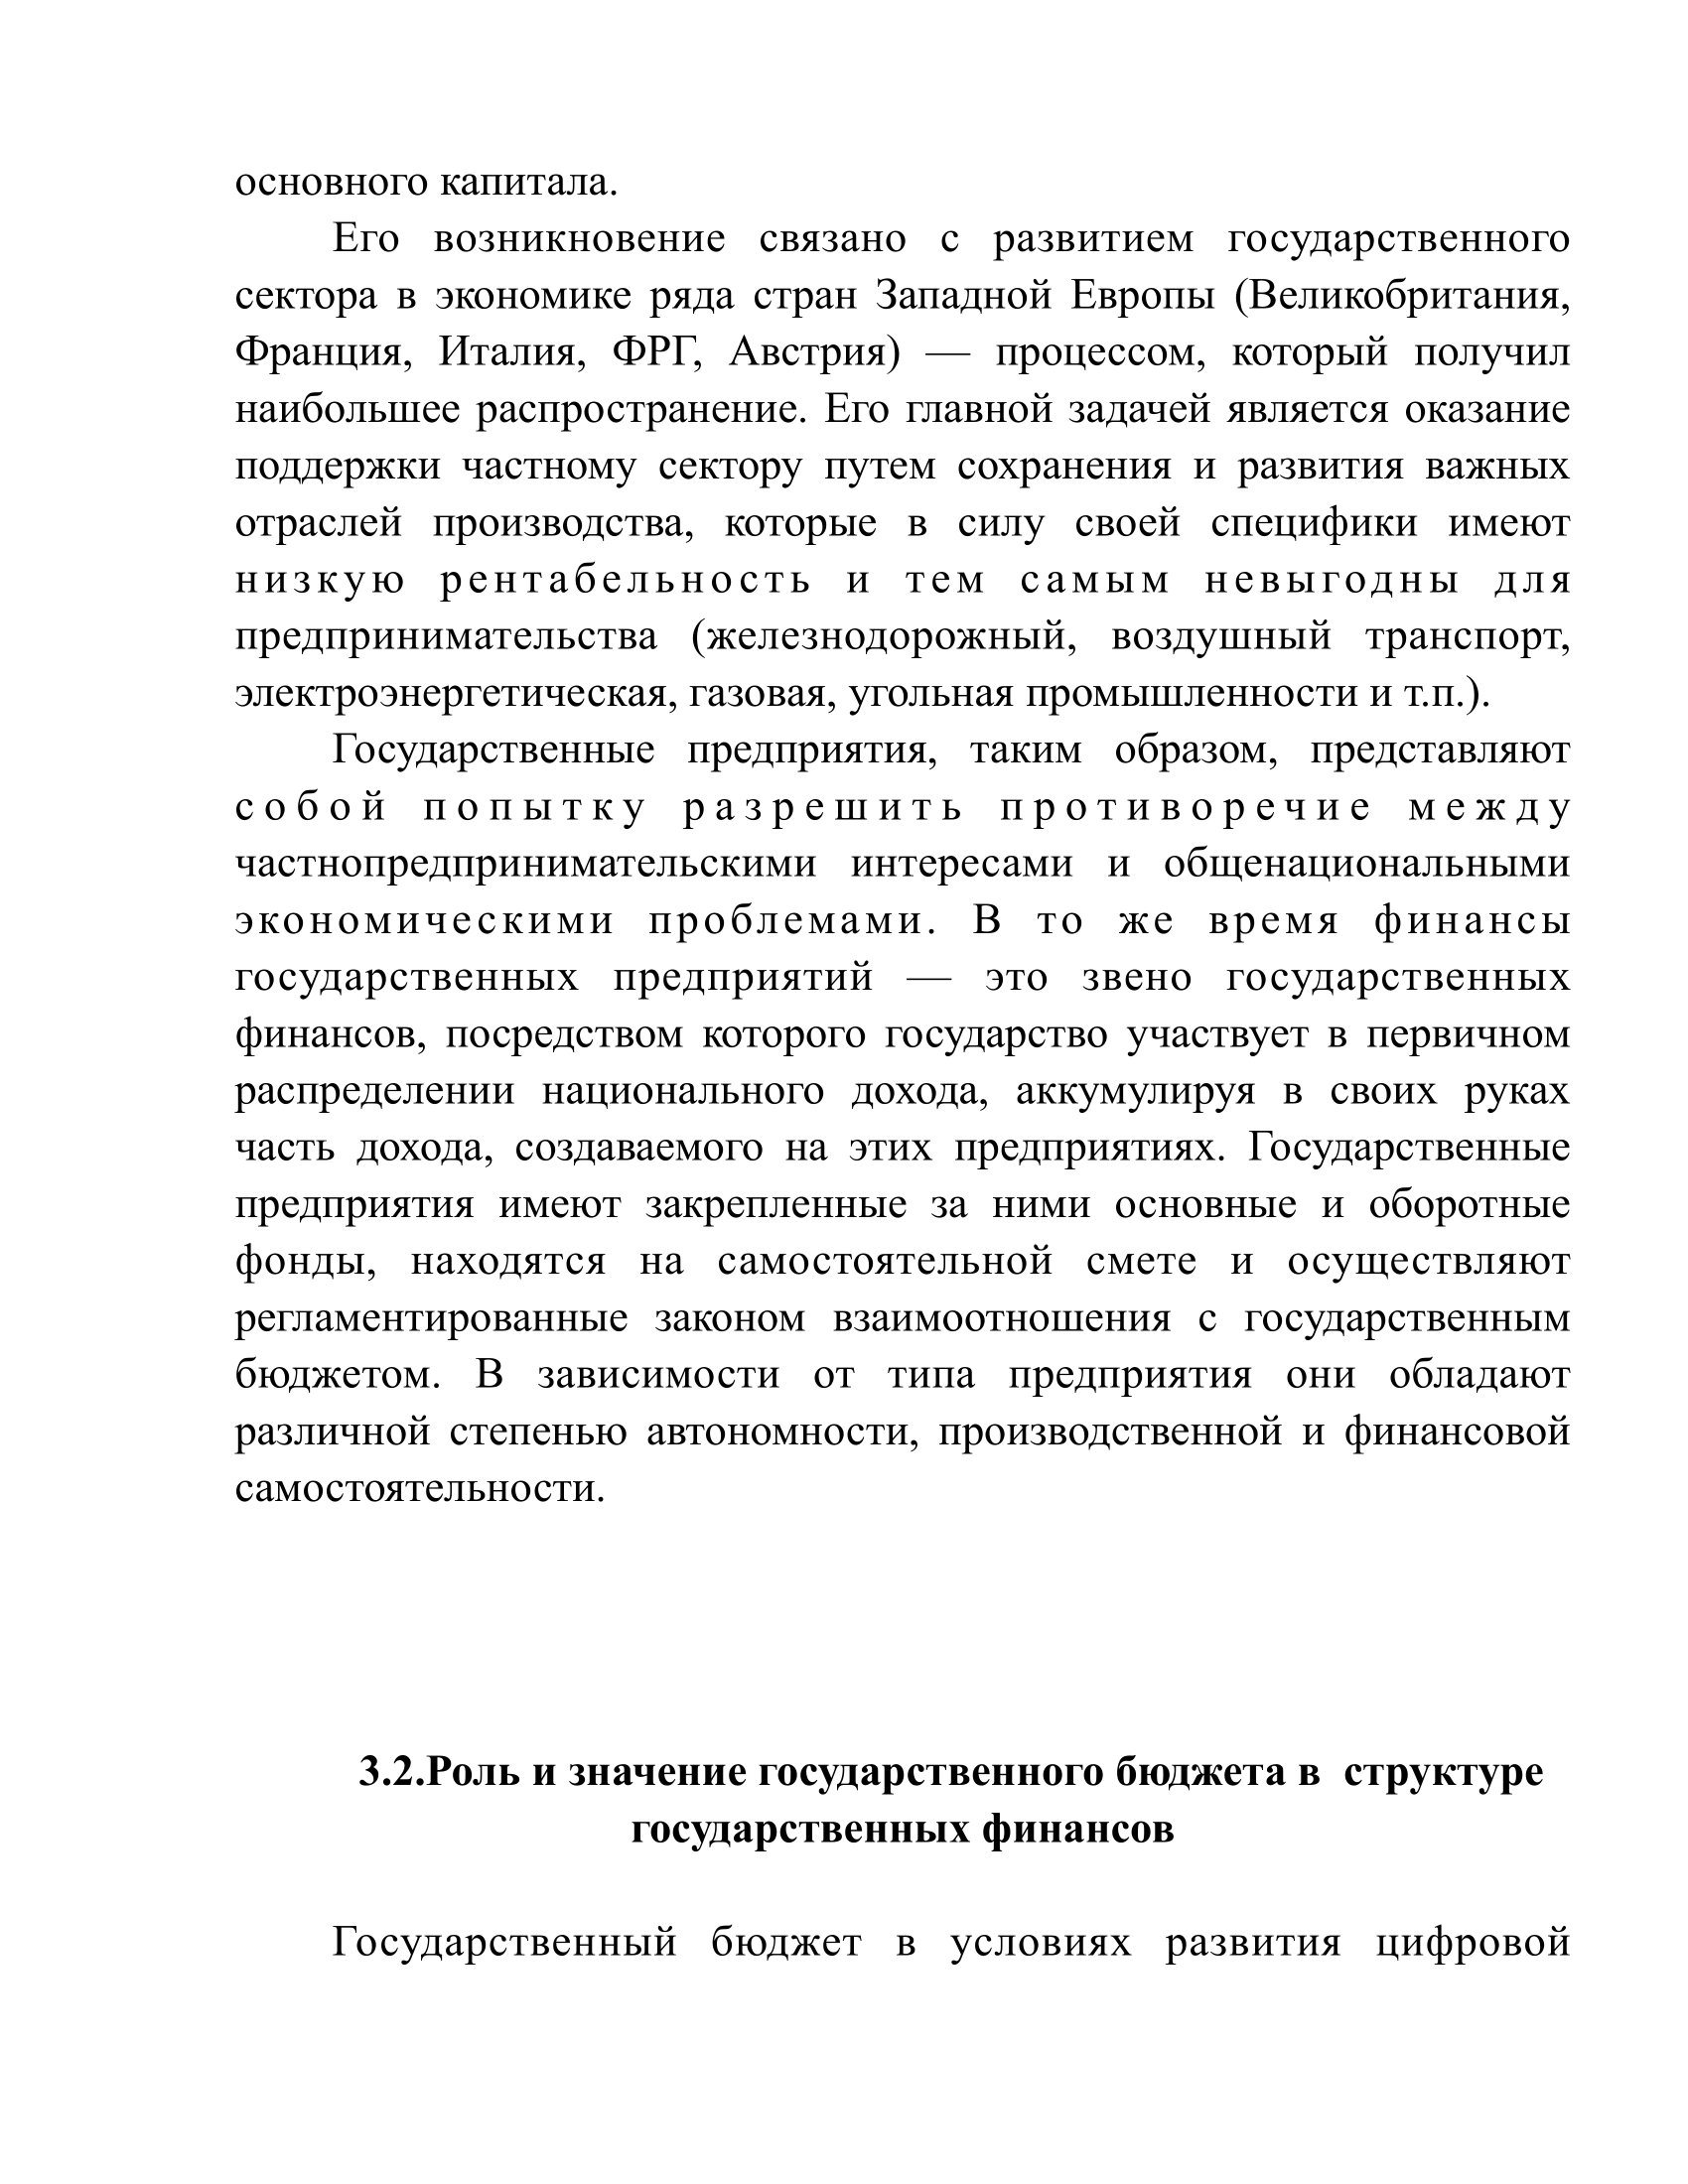 основного капитала.
Его возникновение связано с развитием государственного
сектора в экономике ряда стран Западной Европы (Великобритания,
Франция, Италия, ФРГ, Австрия) — процессом, который получил
наибольшее распространение. Его главной задачей является оказание
поддержки частному сектору путем сохранения и развития важных
отраслей производства, которые в силу своей специфики имеют
низкую рентабельность и тем самым невыгодны для
предпринимательства (железнодорожный, воздушный транспорт,
электроэнергетическая, газовая, угольная промышленности и т.п.).
Государственные предприятия, таким образом, представляют
собой попытку разрешить противоречие между
частнопредпринимательскими интересами и общенациональными
экономическими проблемами. В то же время финансы
государственных предприятий — это звено государственных
финансов, посредством которого государство участвует в первичном
распределении национального дохода, аккумулируя в своих руках
часть дохода, создаваемого на этих предприятиях. Государственные
предприятия имеют закрепленные за ними основные и оборотные
фонды, находятся на самостоятельной смете и осуществляют
регламентированные законом взаимоотношения с государственным
бюджетом. В зависимости от типа предприятия они обладают
различной степенью автономности, производственной и финансовой
самостоятельности.
3.2.Роль и значение государственного бюджета в  структуре
государственных финансов
Государственный бюджет в условиях развития цифровой